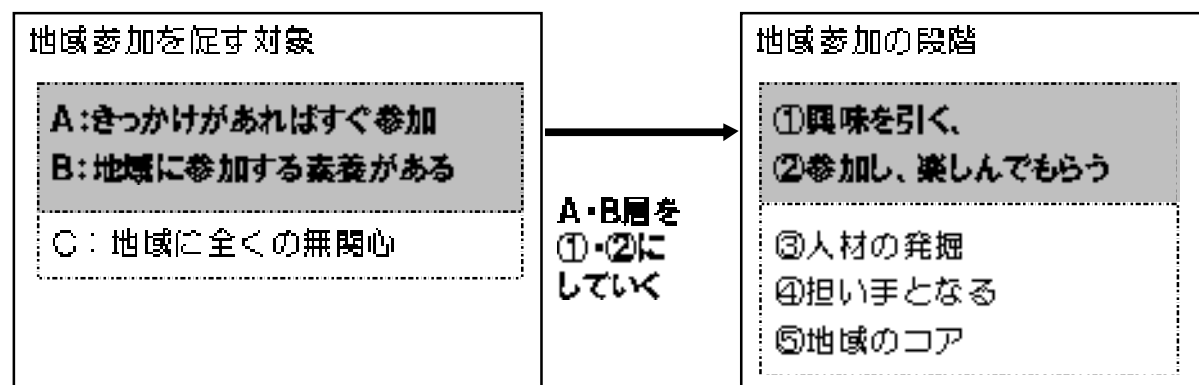 地域参加を促す対象
A:きっかけがあればすぐ参加
B:地域に参加する素養がある
C:地域に全くの無関心
A・B層を
①・②に
していく
地域参加の段階
①興味を引く、
②参加し、楽しんでもらう
③人材の発掘
④担い手となる
⑤地域のコア